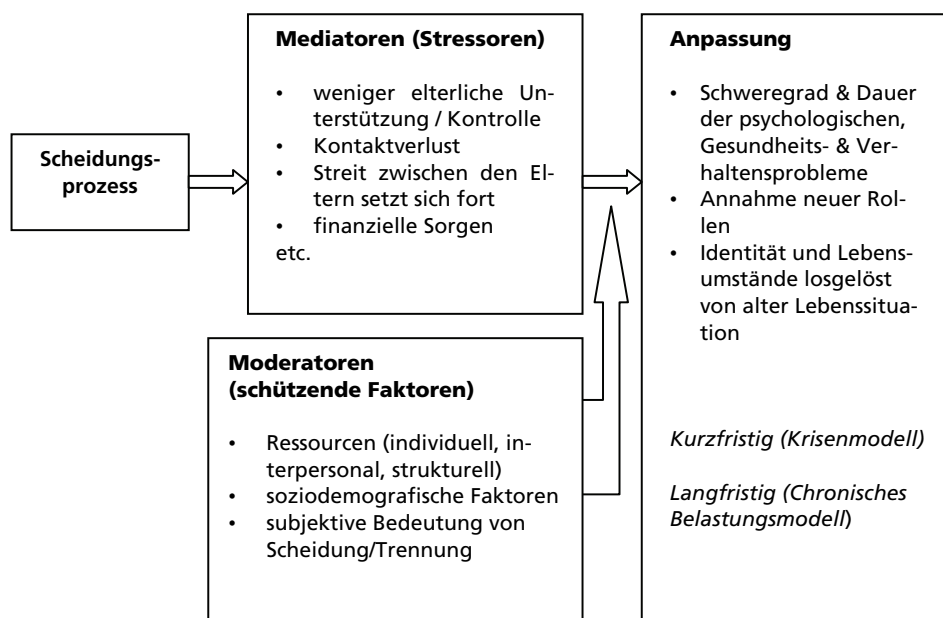 Scheidungs-
prozess
Mediatoren (Stressoren)
• weniger elterliche Un-
terstützung / Kontrolle
• Kontaktverlust
• Streit zwischen den El-
tern setzt sich fort
• finanzielle Sorgen
etc.
Moderatoren
(schützende Faktoren)
• Ressourcen (individuell, in-
terpersonal, strukturell)
• soziodemografische Faktoren
• subjektive Bedeutung von
Scheidung/Trennung
Anpassung
• Schweregrad & Dauer
der psychologischen,
Gesundheits- & Ver-
haltensprobleme
• Annahme neuer Rol-
len
• Identität und Lebens-
umstände losgelöst
von alter Lebenssitua-
tion
Kurzfristig (Krisenmodell)
Langfristig (Chronisches
Belastungsmodell)